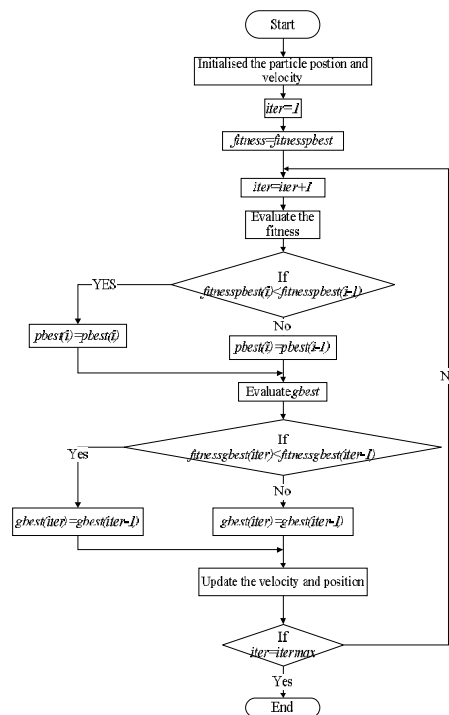 Start
Initialised the particle postion and
velocity
iter=1
fitness=fitnesspbest
iter=iter+1
Evaluate the
fitness
If
fitnesspbest(i)<fitnesspbest(i-1)
YES
No
pbest(i)=pbest(i)
pbest(i)=pbest(i-1)
Evaluate gbest
If
fitnessgbest(iter)<fitnessgbest(iter-1)
Yes
No
gbest(iter)=gbest(iter-1)
gbest(iter)=gbest(iter-1)
Update the velocity and position
If
iter=itermax
N
Yes
End